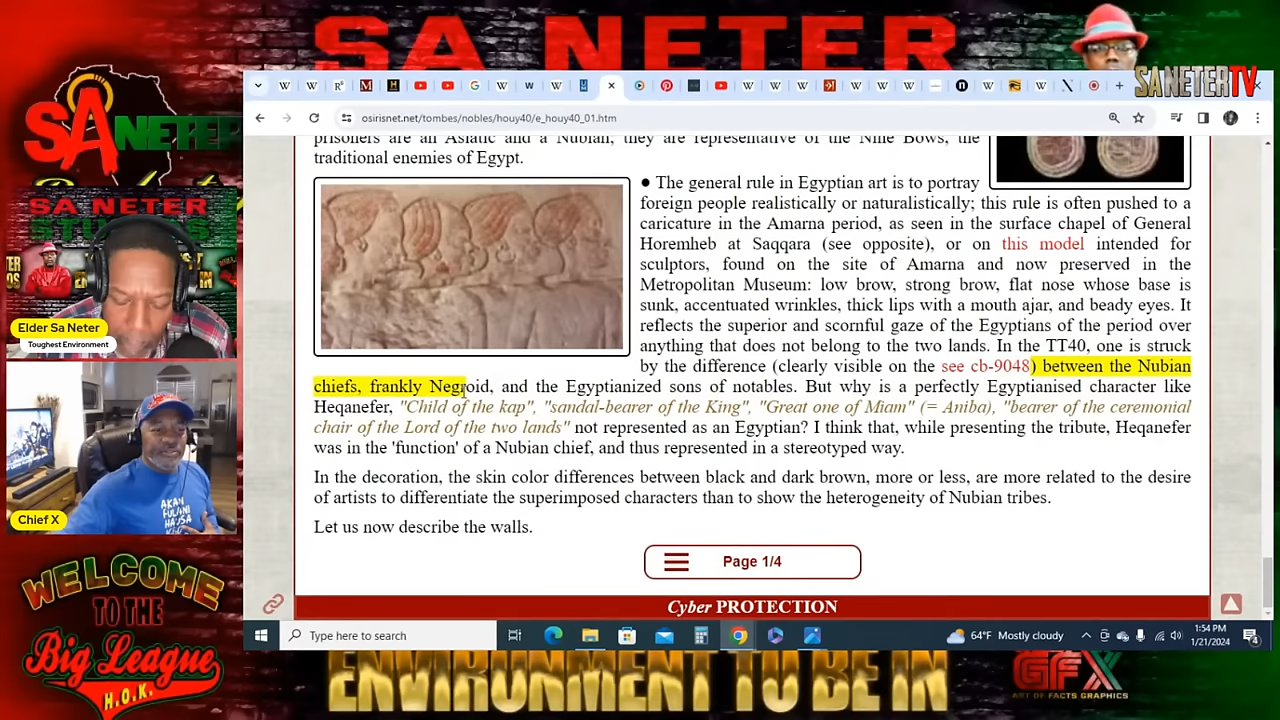 SA NETER
SANETERTV
SA NETER
osirisnet.net/tombes/nobles/houy40/e_houy40_01.htm
prisoners are an Asiatic and a Nubian; they are representative of the Nine Bows, the
traditional enemies of Egypt.
● The general rule in Egyptian art is to portray
foreign people realistically or naturalistically; this rule is often pushed to a
caricature in the Amarna period, as seen in the surface chapel of General
Horemheb at Saqqara (see opposite), or on this model intended for
sculptors, found on the site of Amarna and now preserved in the
Metropolitan Museum: low brow, strong brow, flat nose whose base is
sunk, accentuated wrinkles, thick lips with a mouth ajar, and beady eyes. It
reflects the superior and scornful gaze of the Egyptians of the period over
anything that does not belong to the two lands. In the TT40, one is struck
by the difference (clearly visible on the see cb-9048) between the Nubian
chiefs, frankly Negroid, and the Egyptianized sons of notables. But why is a perfectly Egyptianised character like
Heqanefer, "Child of the kap", "sandal-bearer of the King", "Great one of Miam" (= Aniba), "bearer of the ceremonial
chair of the Lord of the two lands" not represented as an Egyptian? I think that, while presenting the tribute, Heqanefer
was in the 'function' of a Nubian chief, and thus represented in a stereotyped way.
In the decoration, the skin color differences between black and dark brown, more or less, are more related to the desire
of artists to differentiate the superimposed characters than to show the heterogeneity of Nubian tribes.
Let us now describe the walls.
Page 1/4
Cyber PROTECTION
SA NETER
Elder Sa Neter
Toughest Environment
AKAN
FULANI
HAUSA
Chief X
WELCOME
TO THE
Big League
H.O.K.
Type here to search
64°F Mostly cloudy
1:54 PM
1/21/2024
ENVIRONMENT TO BE IN
GFX
ART OF FACTS GRAPHICS